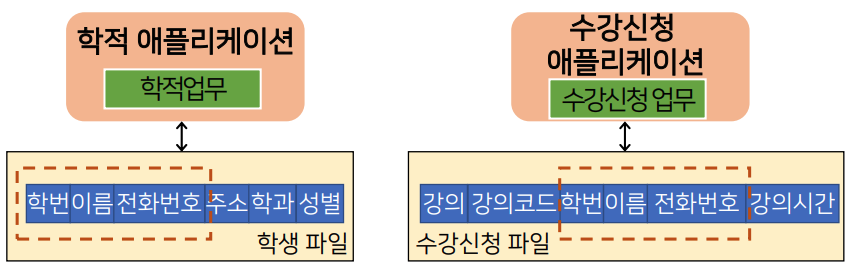 학적 애플리케이션
학적업무
학번 이름 전화번호 주소 학과 성별
학생 파일
수강신청
애플리케이션
수강신청 업무
강의 강의코드 학번 이름 전화번호 강의시간
수강신청 파일